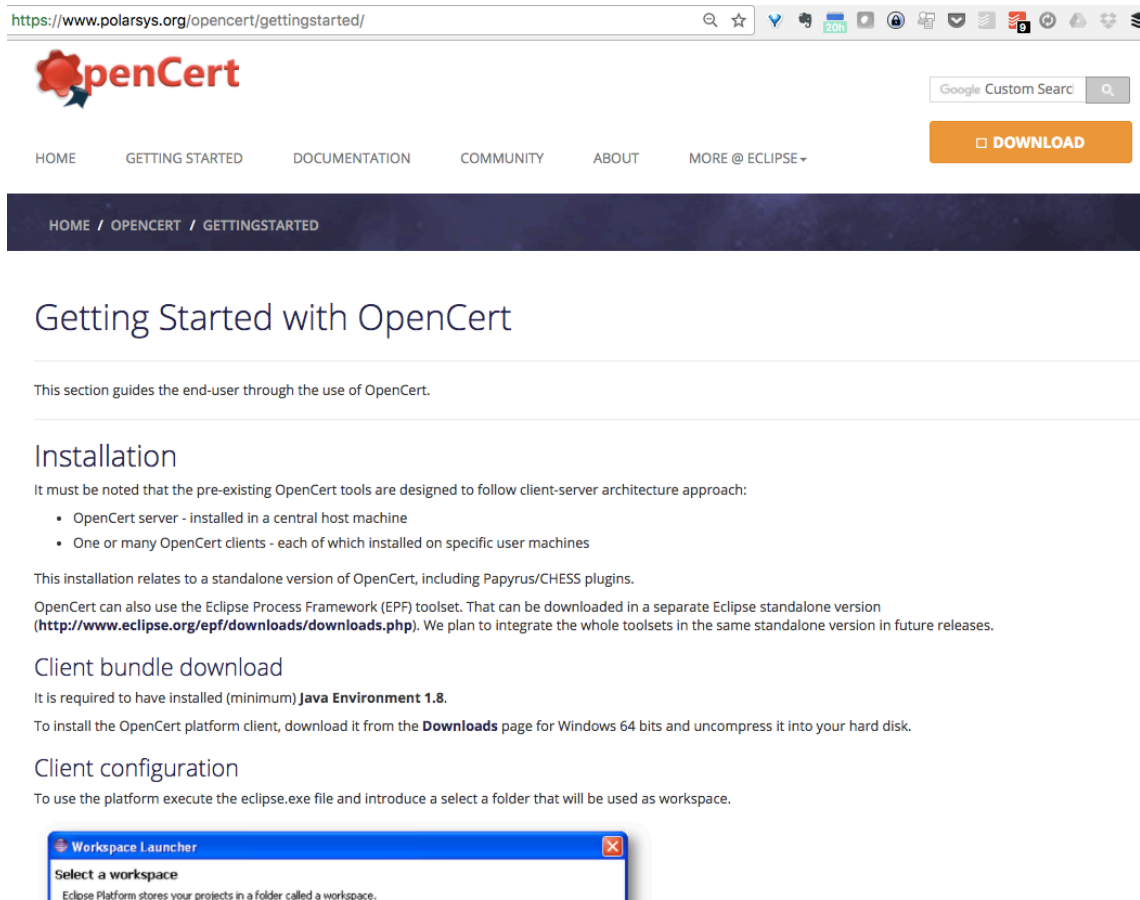 https://www.polarsys.org/opencert/gettingstarted/
20h
9
OpenCert
Google Custom Searc
DOWNLOAD
HOME GETTING STARTED DOCUMENTATION COMMUNITY ABOUT MORE @ ECLIPSE
HOME / OPENCERT / GETTINGSTARTED
Getting Started with OpenCert
This section guides the end-user through the use of OpenCert.
Installation
It must be noted that the pre-existing OpenCert tools are designed to follow client-server architecture approach:
• OpenCert server - installed in a central host machine
• One or many OpenCert clients - each of which installed on specific user machines
This installation relates to a standalone version of OpenCert, including Papyrus/CHESS plugins.
OpenCert can also use the Eclipse Process Framework (EPF) toolset. That can be downloaded in a separate Eclipse standalone version
(http://www.eclipse.org/epf/downloads/downloads.php). We plan to integrate the whole toolsets in the same standalone version in future releases.
Client bundle download
It is required to have installed (minimum) Java Environment 1.8.
To install the OpenCert platform client, download it from the Downloads page for Windows 64 bits and uncompress it into your hard disk.
Client configuration
To use the platform execute the eclipse.exe file and introduce a select a folder that will be used as workspace.
Workspace Launcher
Select a workspace
Eclipse Platform stores your projects in a folder called a workspace.